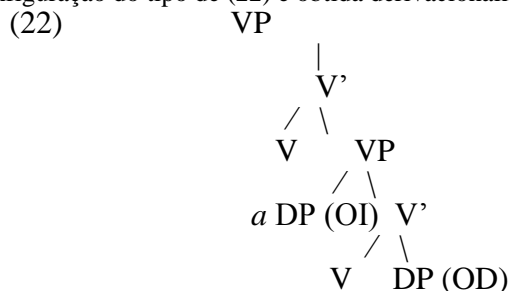 (22) VP
V’
V VP
a DP (OI) V’
V DP (OD)